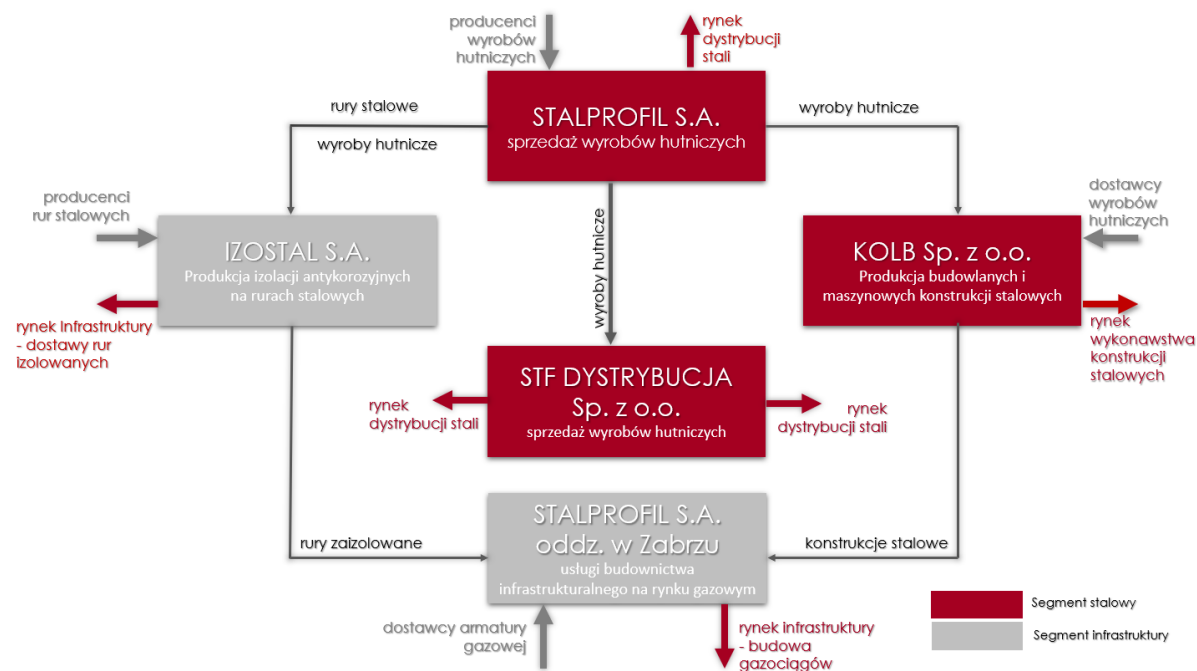 producenci
wyrobów
hutniczych
rynek
dystrybucji
stali
STALPROFIL S.A.
sprzedaż wyrobów hutniczych
rury stalowe
wyroby hutnicze
wyroby hutnicze
producenci
rur stalowych
dostawcy
wyrobów
hutniczych
IZOSTAL S.A.
Produkcja izolacji antykorozyjnych
na rurach stalowych
wyroby hutnicze
KOLB Sp. z o.o.
Produkcja budowlanych i
maszynowych konstrukcji stalowych
rynek infrastruktury
- dostawy rur
izolowanych
rynek
wykonawstwa
konstrukcji
stalowych
STF DYSTRYBUCJA
Sp. z o.o.
sprzedaż wyrobów hutniczych
rynek
dystrybucji stali
rynek
dystrybucji stali
STALPROFIL S.A.
oddz. w Zabrzu
usługi budownictwa
infrastrukturalnego na rynku gazowym
rury zaizolowane
konstrukcje stalowe
dostawcy armatury
gazowej
rynek infrastruktury
- budowa
gazociągów
Segment stalowy
Segment infrastruktury